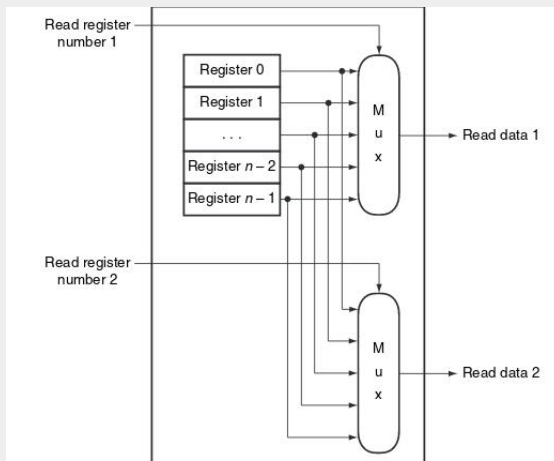 Read register
number 1
Register 0
Register 1
. . .
Register n – 2
Register n – 1
M
u
x
Read data 1
Read register
number 2
M
u
x
Read data 2